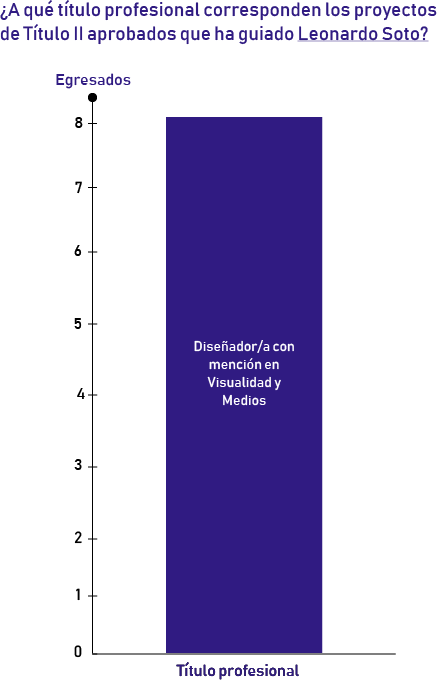 ¿A qué título profesional corresponden los proyectos
de Título II aprobados que ha guiado Leonardo Soto?
Egresados
8
7
6
5
4
3
2
1
0
Diseñador/a con
mención en
Visualidad y
Medios
Título profesional